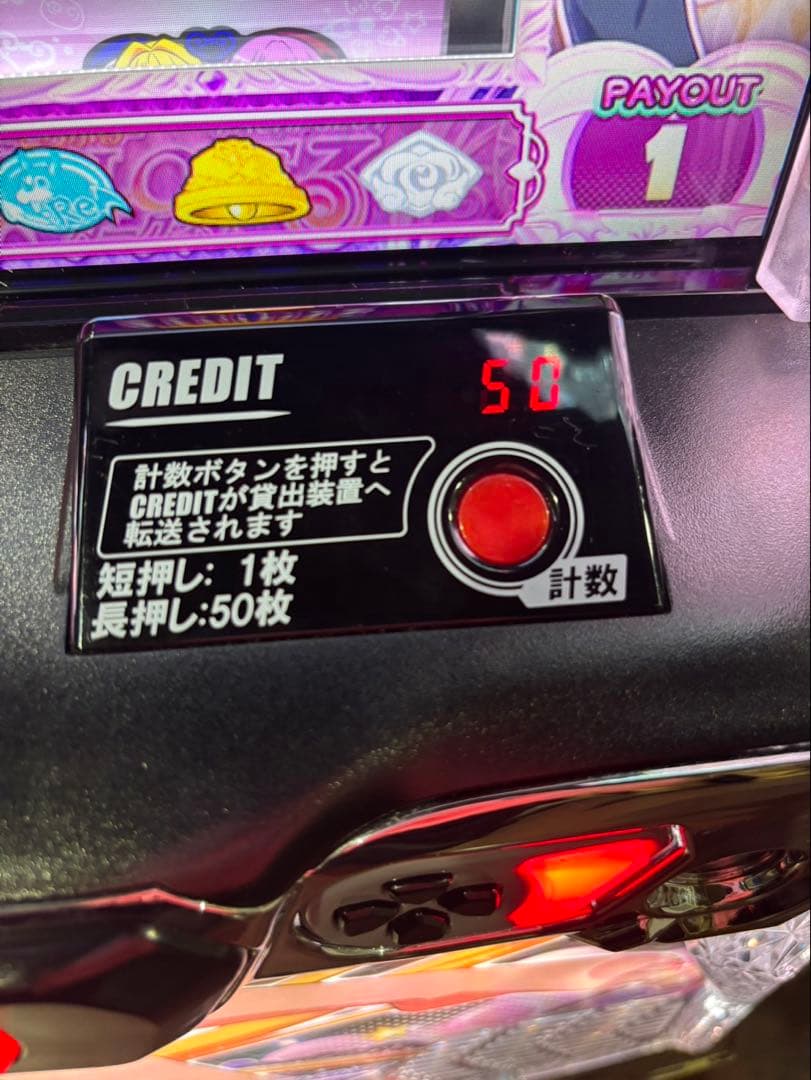 PAYOUT
1
CREDIT
50
計数ボタンを押すと
CREDITが貸出装置へ
転送されます
短押し: 1枚
長押し:50枚
計数